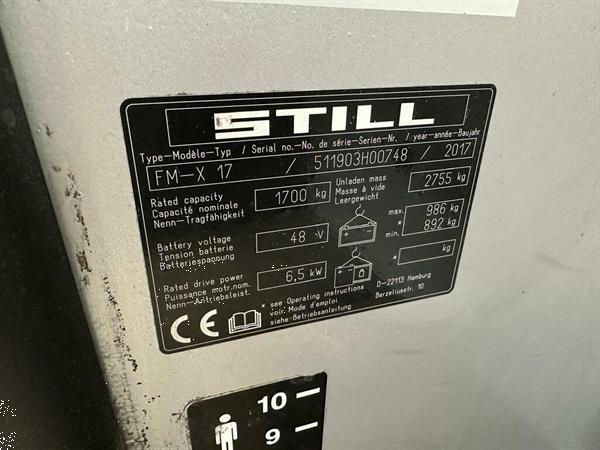 STILL
Type-Modèle-Typ / Serial no.-No. de série-Serien-Nr. / year-année-Baujahr
FM-X 17 / 511903H00748 / 2017
Rated capacity
Capacité nominale
Nenn-Tragfähigkeit
1700 kg
Unladen mass
Masse à vide
Leergewicht
2755 kg
Battery voltage
Tension batterie
Batteriespannung
48 V
max. 986 kg
* min. 892 kg
Rated drive power
Puissance motr.nom.
Nenn-Antriebsleist.
6,5 kW
* kg
* see Operating instructions
voir Mode d'emploi
siehe-Betriebsanleitung
D-22113 Hamburg
Berzeliusstr. 10
CE
10
9